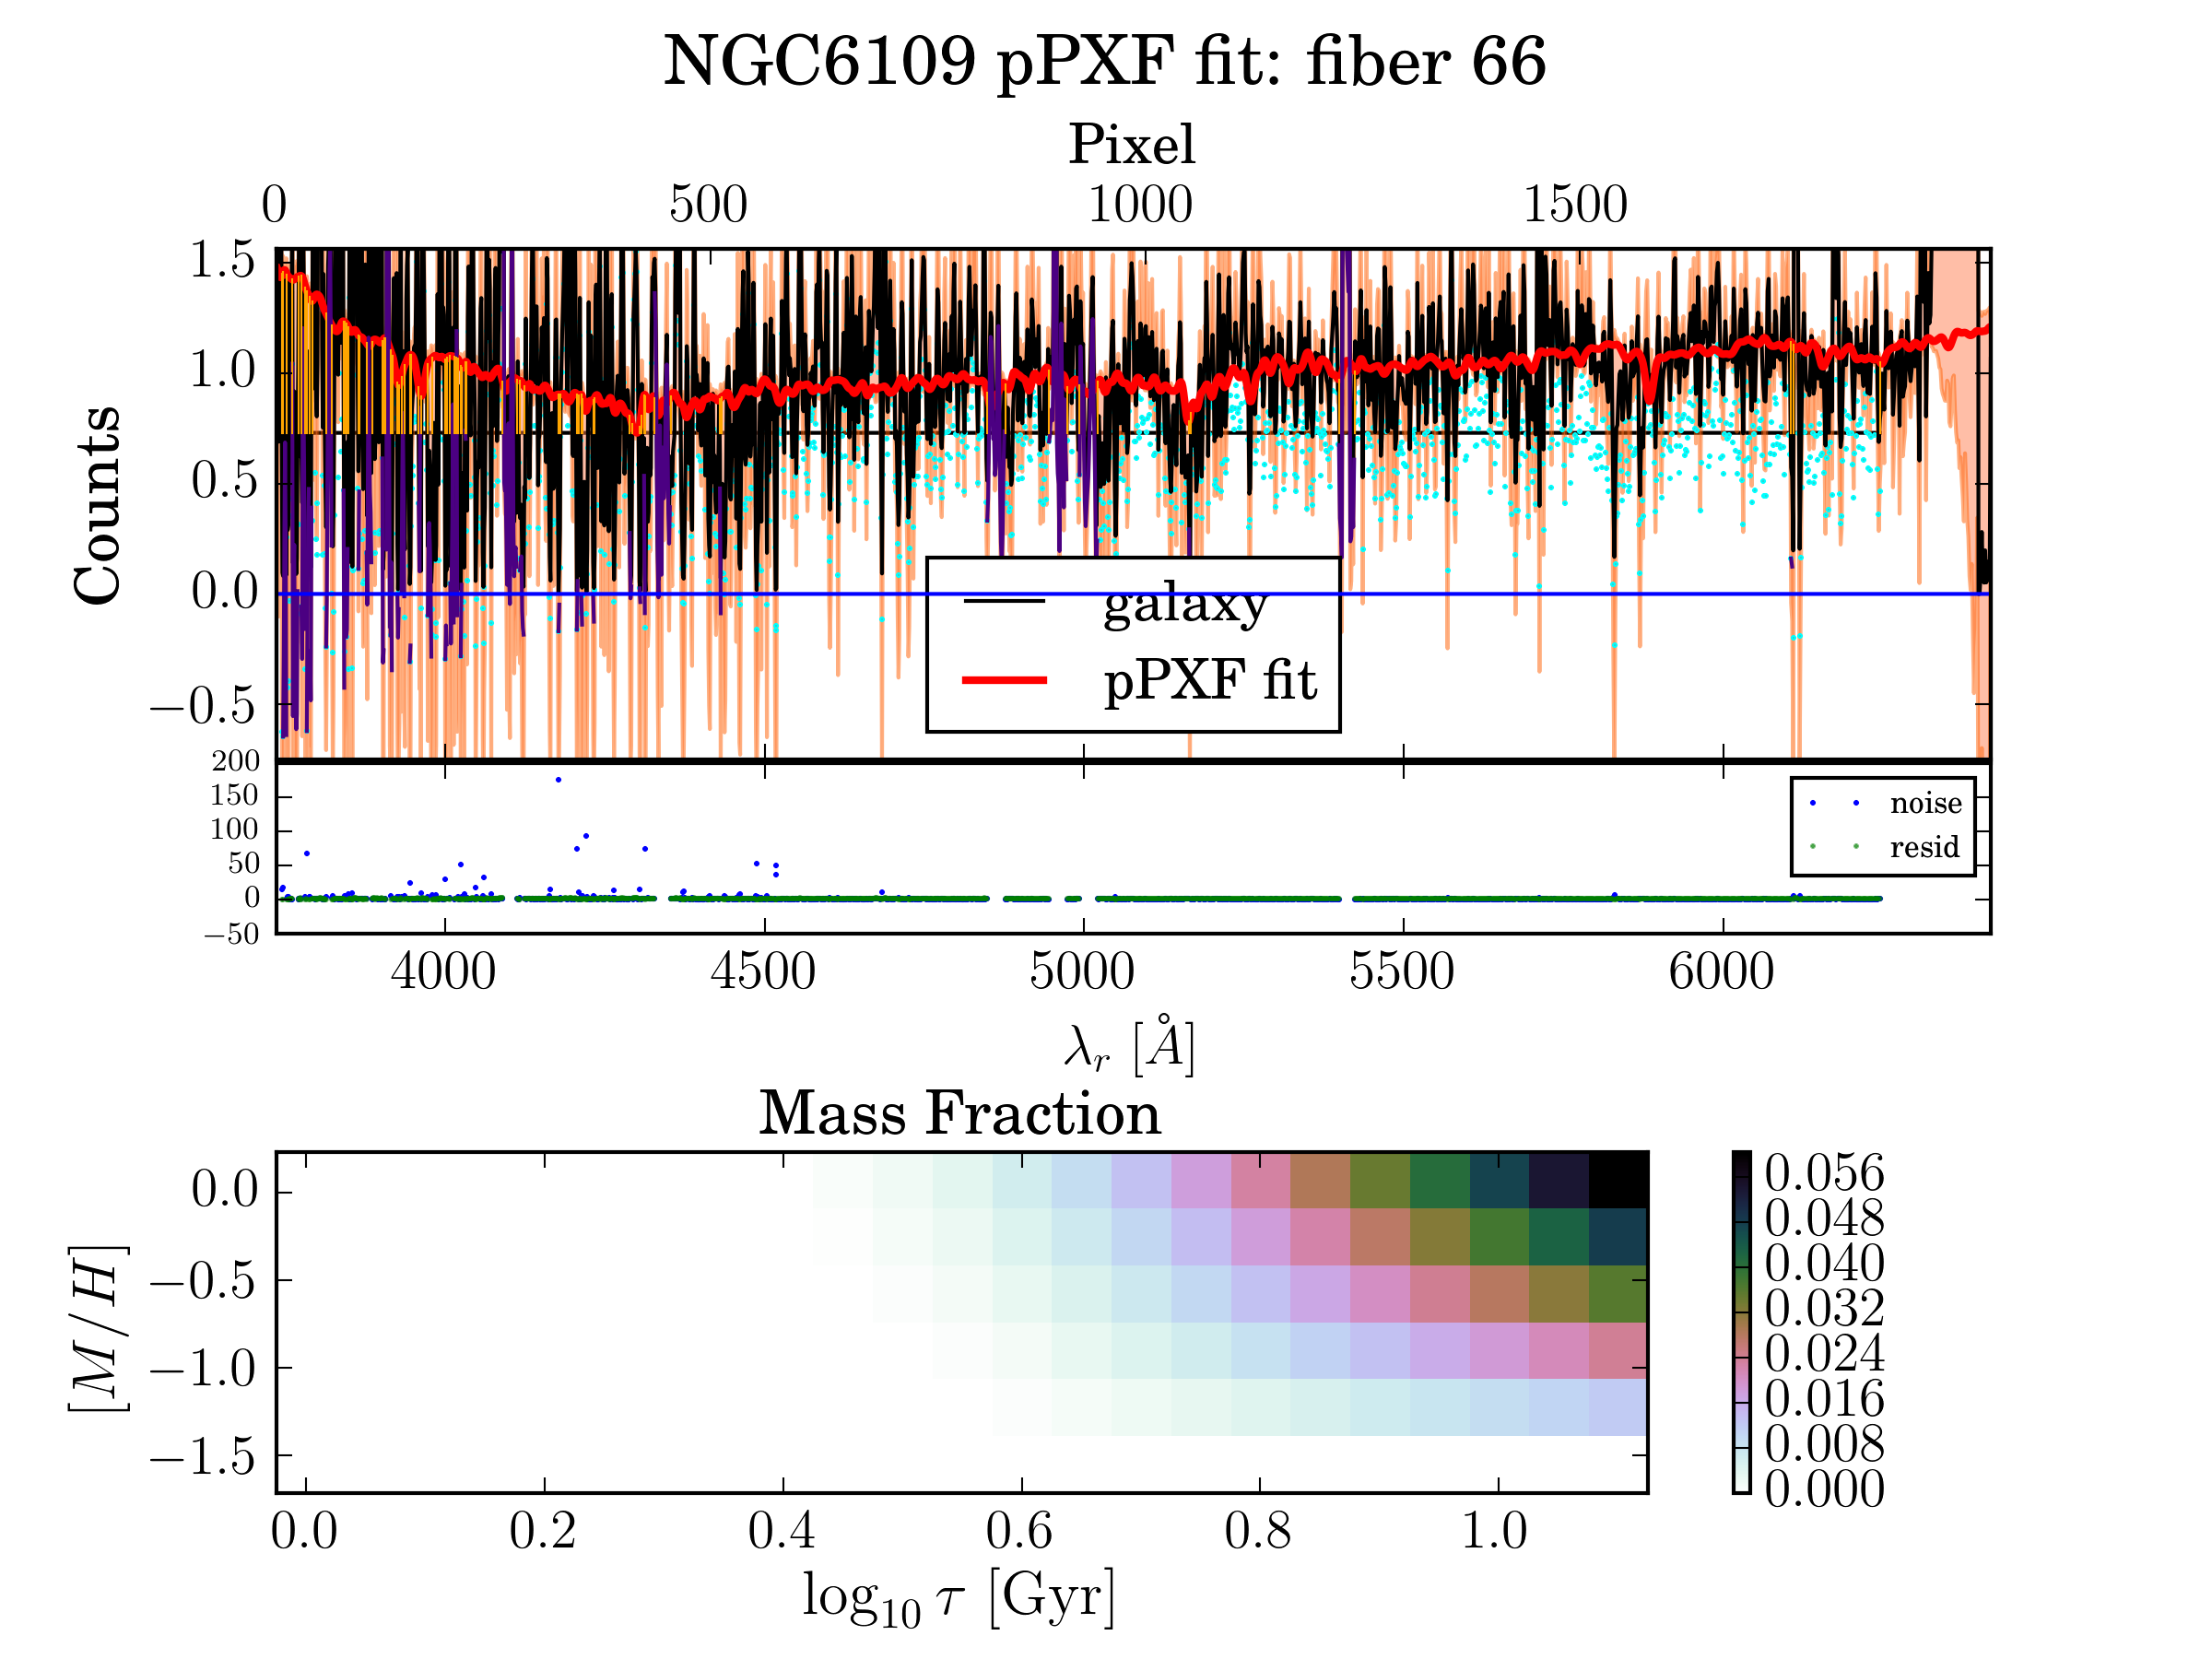 NGC6109 pPXF fit: fiber 66
Pixel
0 500 1000 1500
1.5
1.0
0.5
0.0
−0.5
Counts
galaxy
pPXF fit
200
150
100
50
0
−50
noise
resid
4000 4500 5000 5500 6000
λr [Å]
Mass Fraction
0.0
−0.5
−1.0
−1.5
[M/H]
0.056
0.048
0.040
0.032
0.024
0.016
0.008
0.000
0.0 0.2 0.4 0.6 0.8 1.0
log10 τ [Gyr]